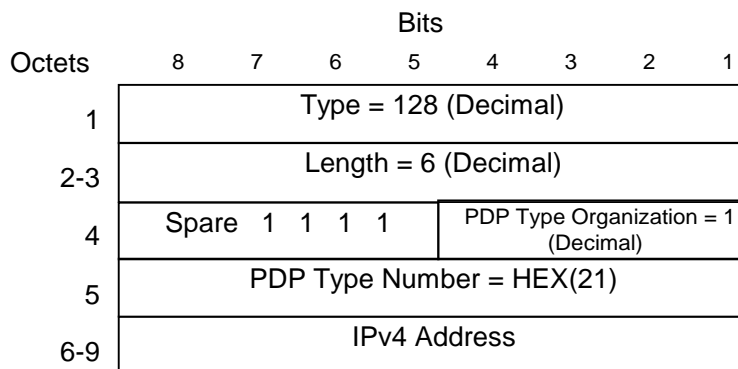 Bits
Octets 8 7 6 5 4 3 2 1
1 Type = 128 (Decimal)
2-3 Length = 6 (Decimal)
4 Spare 1 1 1 1 PDP Type Organization = 1
(Decimal)
5 PDP Type Number = HEX(21)
6-9 IPv4 Address